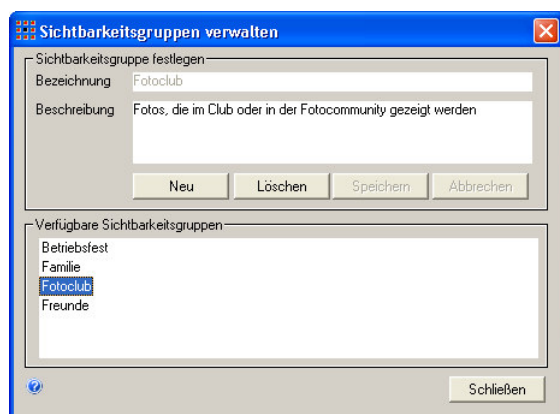 Sichtbarkeitsgruppen verwalten
Sichtbarkeitsgruppe festlegen
Bezeichnung Fotoclub
Beschreibung Fotos, die im Club oder in der Fotocommunity gezeigt werden
Neu Löschen Speichern Abbrechen
Verfügbare Sichtbarkeitsgruppen
Betriebsfest
Familie
Fotoclub
Freunde
? Schließen